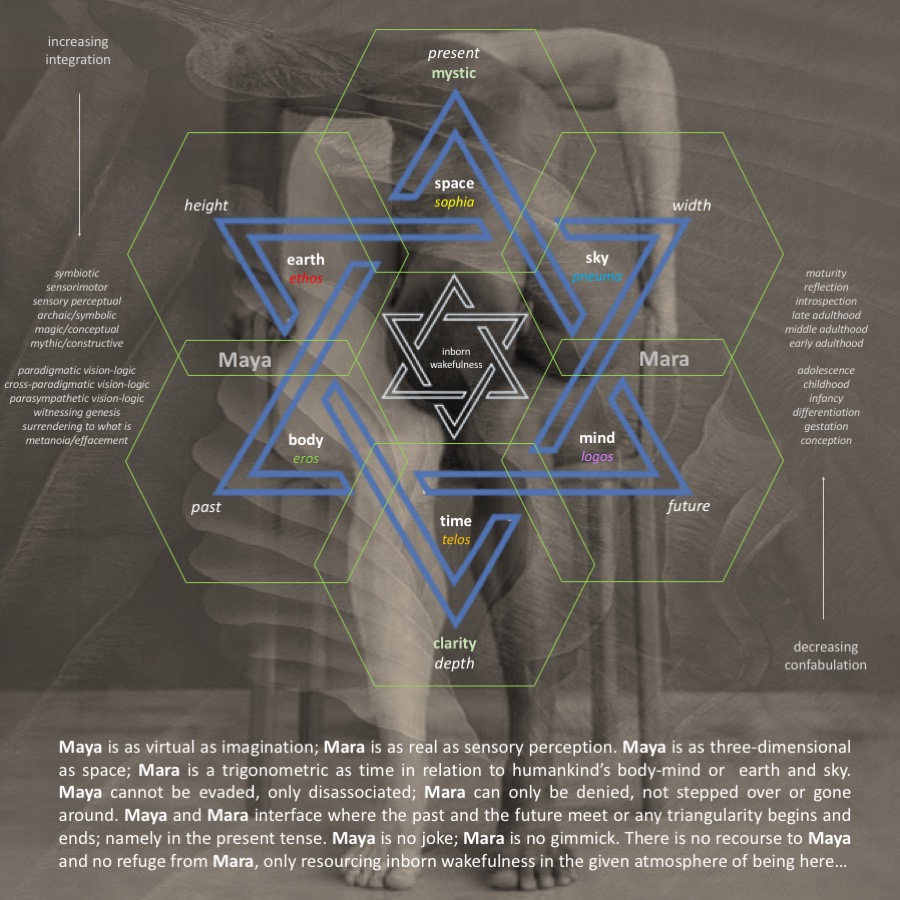 increasing
integration
present
mystic
space
sophia
height
width
earth
ethos
sky
pneuma
symbiotic
sensorimotor
sensory perceptual
archaic/symbolic
magic/conceptual
mythic/constructive
paradigmatic vision-logic
cross-paradigmatic vision-logic
parasympathetic vision-logic
witnessing genesis
surrendering to what is
metanoia/effacement
Maya
inborn
wakefulness
Mara
maturity
reflection
introspection
late adulthood
middle adulthood
early adulthood
adolescence
childhood
infancy
differentiation
gestation
conception
body
eros
mind
logos
past
future
time
telos
clarity
depth
decreasing
confabulation
Maya is as virtual as imagination; Mara is as real as sensory perception. Maya is as three-dimensional
as space; Mara is a trigonometric as time in relation to humankind's body-mind or earth and sky.
Maya cannot be evaded, only disassociated; Mara can only be denied, not stepped over or gone
around. Maya and Mara interface where the past and the future meet or any triangularity begins and
ends; namely in the present tense. Maya is no joke; Mara is no gimmick. There is no recourse to Maya
and no refuge from Mara, only resourcing inborn wakefulness in the given atmosphere of being here…